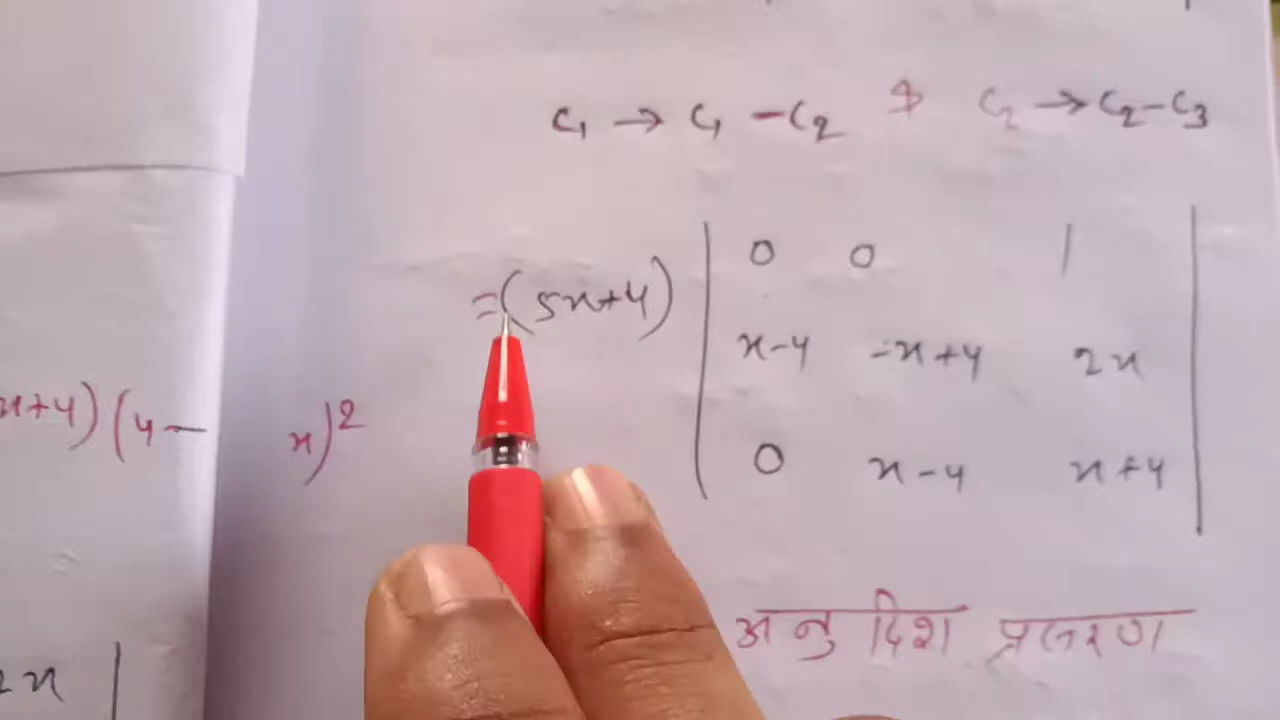 C₁ → C₁ - C₂ & C₂ → C₂ - C₃
= (5x+4) | 0 0 1 |
| x-4 -x+4 2x |
| 0 x-4 x+4 |
x+4)(4-x)²
अनुदिश प्रसरण
2x |